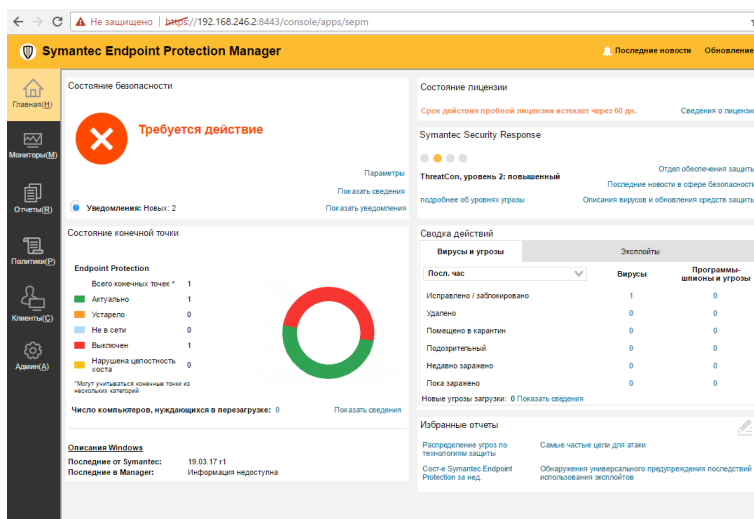 Не защищено | https://192.168.246.2:8443/console/apps/sepm
Symantec Endpoint Protection Manager
Последние новости
Обновление
Главная(H)
Мониторы(M)
Отчеты(R)
Политики(P)
Клиенты(C)
Админ(A)
Состояние безопасности
Требуется действие
Параметры
Показать сведения
Уведомления: Новых: 2
Показать уведомления
Состояние лицензии
Срок действия пробной лицензии истекает через 60 дн.
Сведения о лицензи
Symantec Security Response
ThreatCon, уровень 2: повышенный
Отдел обеспечения защиты
Последние новости в сфере безопасности
подробнее об уровнях угрозы
Описания вирусов и обновления средств защиты
Состояние конечной точки
Endpoint Protection
Всего конечных точек * 1
Актуально 1
Устарело 0
Не в сети 0
Выключен 1
Нарушена целостность
хоста 0
*Могут учитываться конечные точки из
нескольких категорий
Число компьютеров, нуждающихся в перезагрузке: 0
Показать сведения
Описания Windows
Последние от Symantec: 19.03.17 r1
Последние в Manager: Информация недоступна
Сводка действий
Вирусы и угрозы
Эксплойты
Посл. час
Вирусы
Программы-
шпионы и угрозы
Исправлено / заблокировано 1 0
Удалено 0 0
Помещено в карантин 0 0
Подозрительный 0 0
Недавно заражено 0 0
Пока заражено 0 0
Новые угрозы загрузки: 0 Показать сведения
Избранные отчеты
Распределение угроз по
технологиям защиты
Самые частые цели для атаки
Сост-е Symantec Endpoint
Protection за нед.
Обнаружения универсального предупреждения последствий
использования эксплойтов